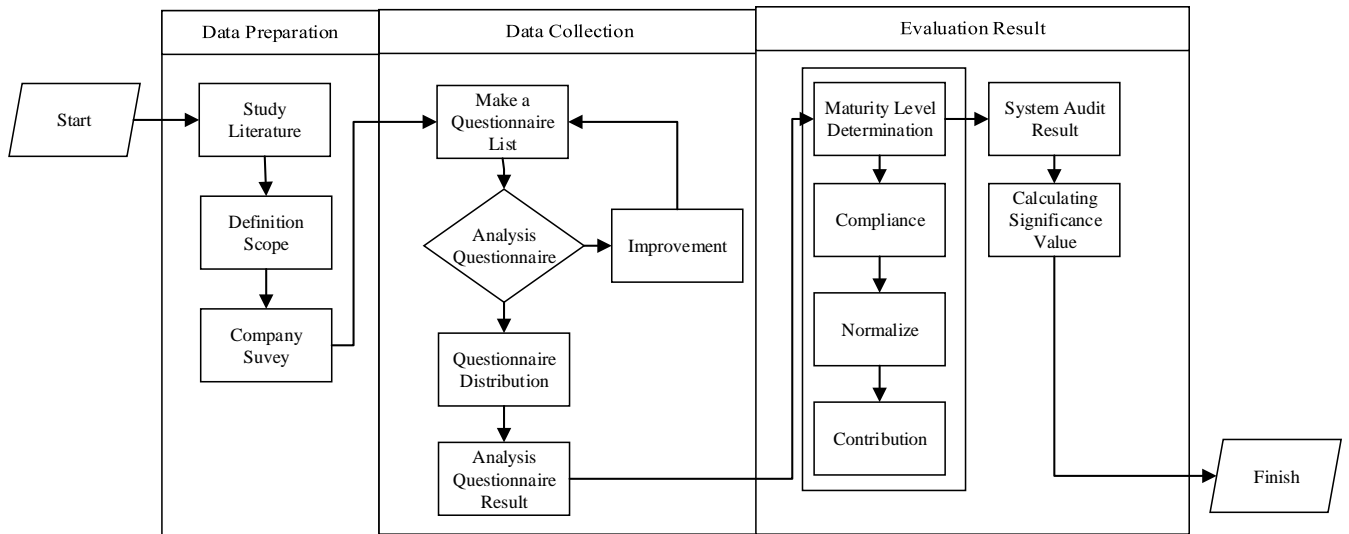 Data Preparation
Data Collection
Evaluation Result
Start
Study
Literature
Definition
Scope
Company
Suvey
Make a
Questionnaire
List
Analysis
Questionnaire
Improvement
Questionnaire
Distribution
Analysis
Questionnaire
Result
Maturity Level
Determination
Compliance
Normalize
Contribution
System Audit
Result
Calculating
Significance
Value
Finish